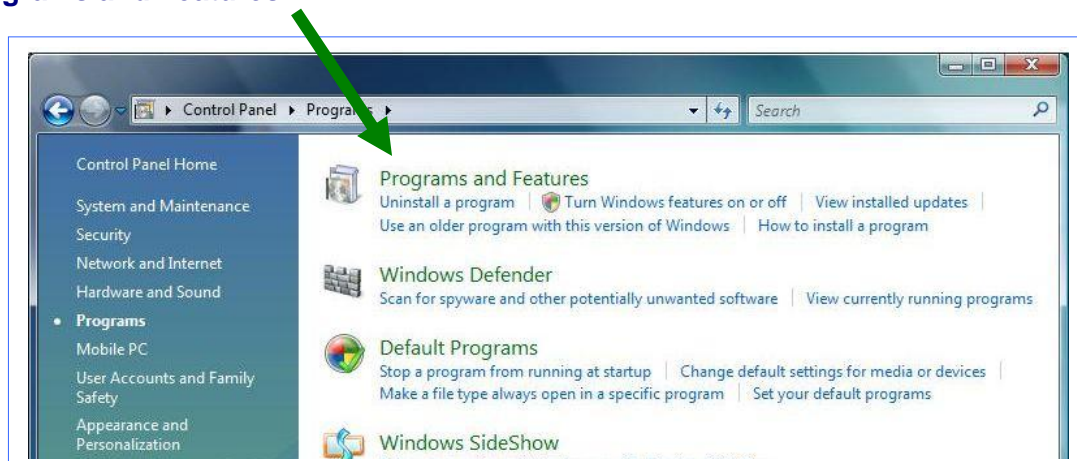 Control Panel Programs
Search
Control Panel Home
System and Maintenance
Security
Network and Internet
Hardware and Sound
Programs
Mobile PC
User Accounts and Family
Safety
Appearance and
Personalization
Programs and Features
Uninstall a program Turn Windows features on or off View installed updates
Use an older program with this version of Windows How to install a program
Windows Defender
Scan for spyware and other potentially unwanted software View currently running programs
Default Programs
Stop a program from running at startup Change default settings for media or devices
Make a file type always open in a specific program Set your default programs
Windows SideShow